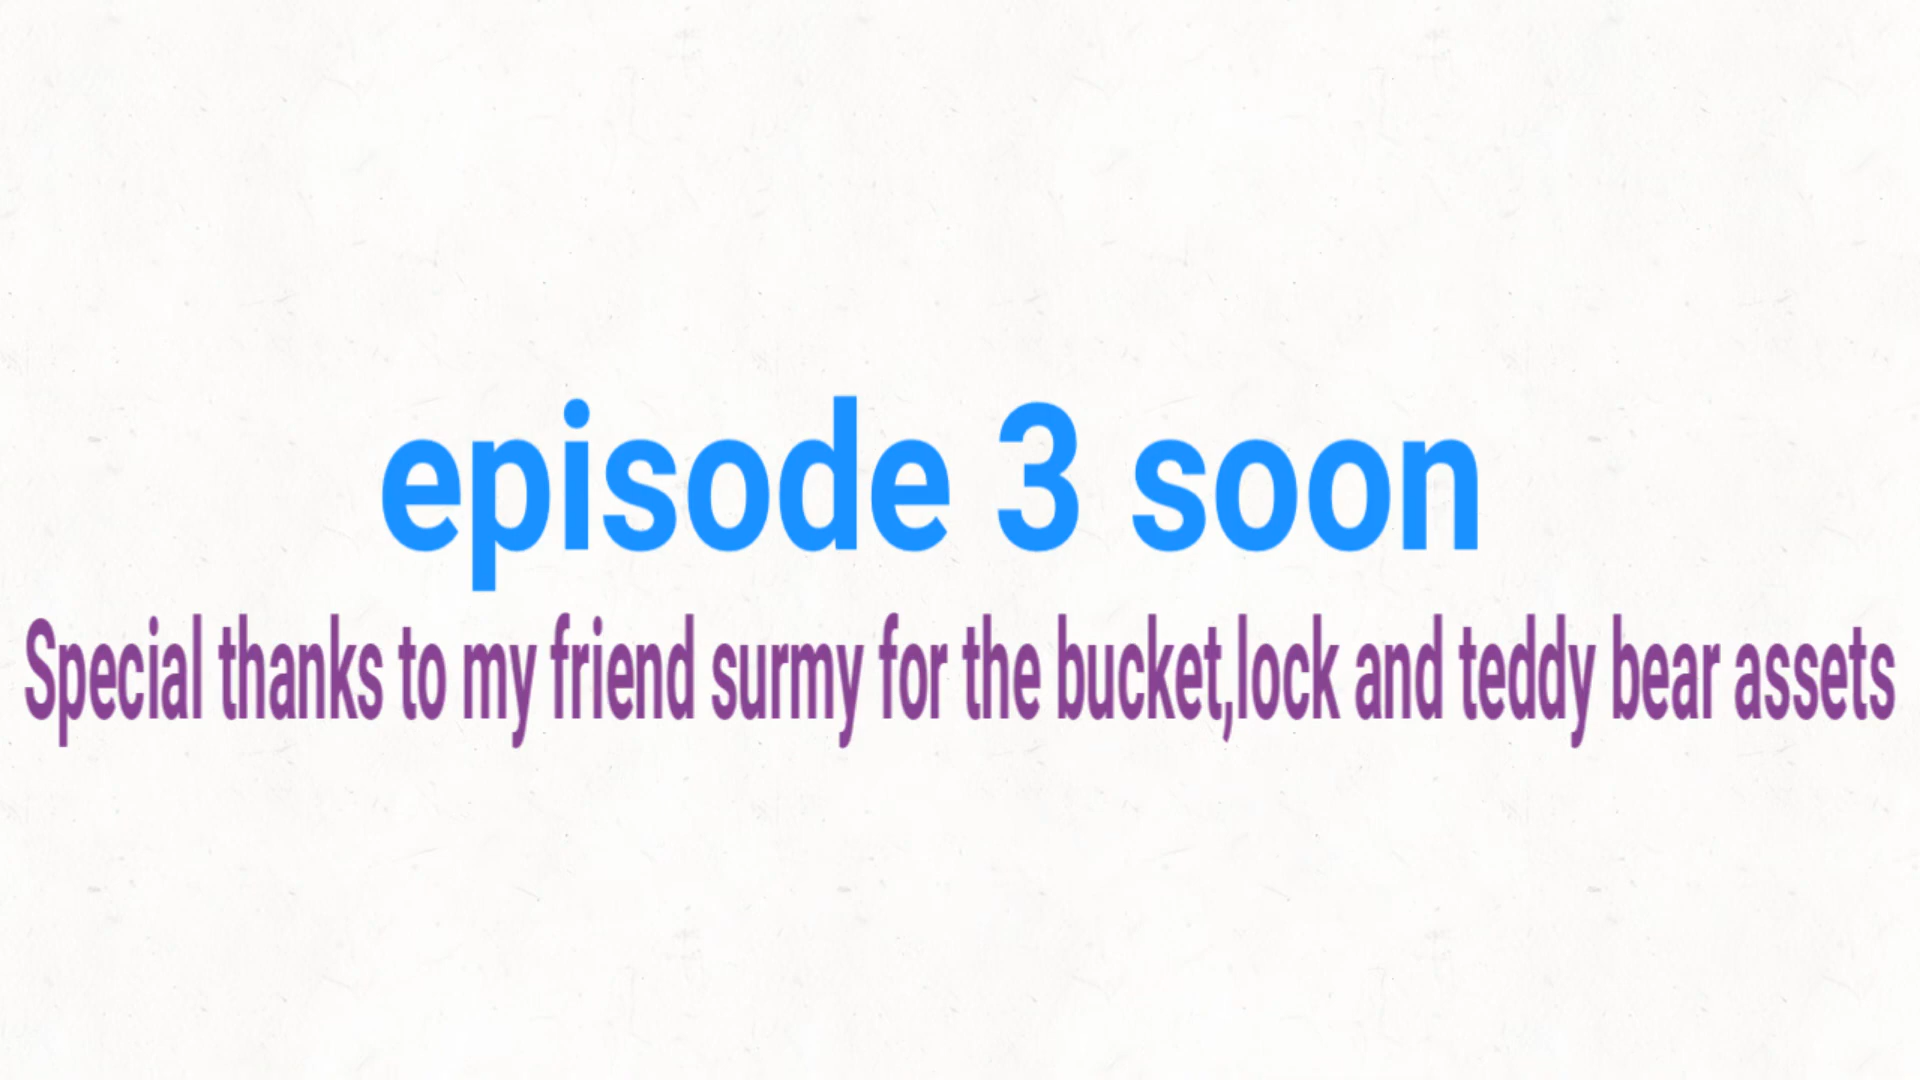 episode 3 soon
Special thanks to my friend surmy for the bucket,lock and teddy bear assets